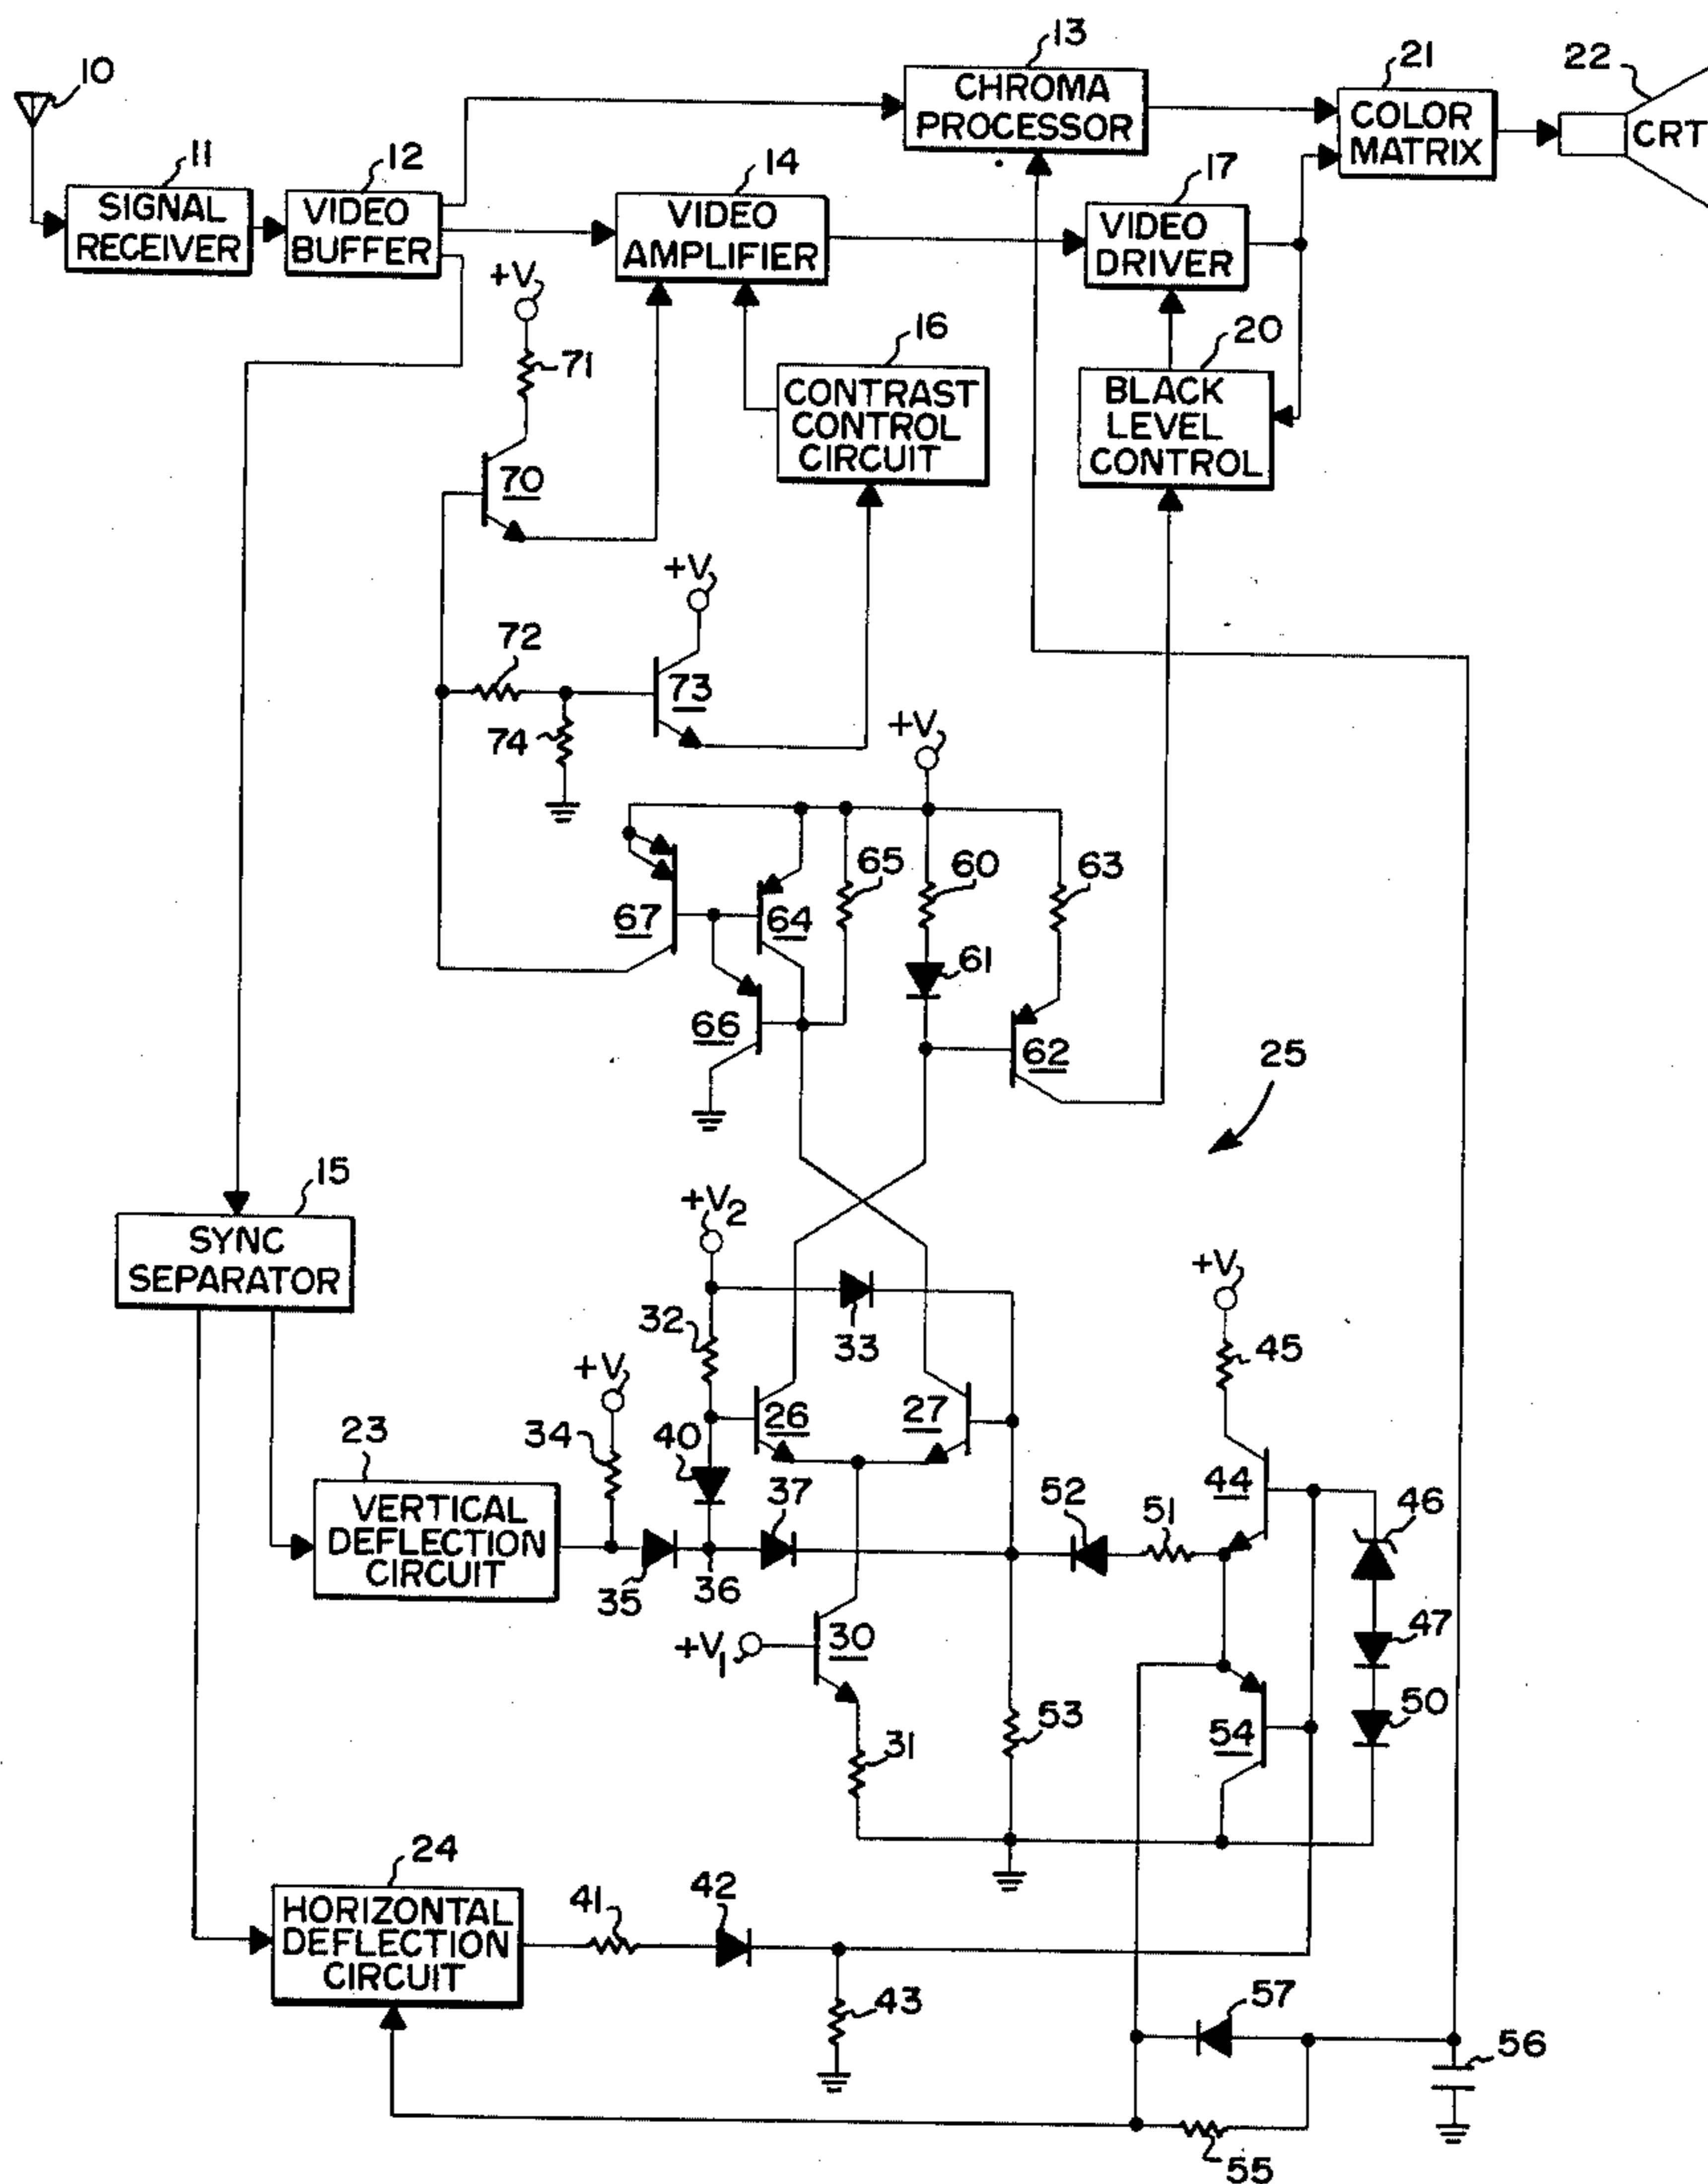 10
11
SIGNAL
RECEIVER
12
VIDEO
BUFFER
13
CHROMA
PROCESSOR
14
VIDEO
AMPLIFIER
17
VIDEO
DRIVER
21
COLOR
MATRIX
22
CRT
+V
71
70
16
CONTRAST
CONTROL
CIRCUIT
20
BLACK
LEVEL
CONTROL
+V
72
73
74
+V
67
64
65
60
63
61
66
62
25
15
SYNC
SEPARATOR
+V2
32
33
+V
45
+V
34
23
VERTICAL
DEFLECTION
CIRCUIT
40
26
27
37
35
36
52
51
44
46
47
+V1
30
31
53
54
50
24
HORIZONTAL
DEFLECTION
CIRCUIT
41
42
43
57
56
55